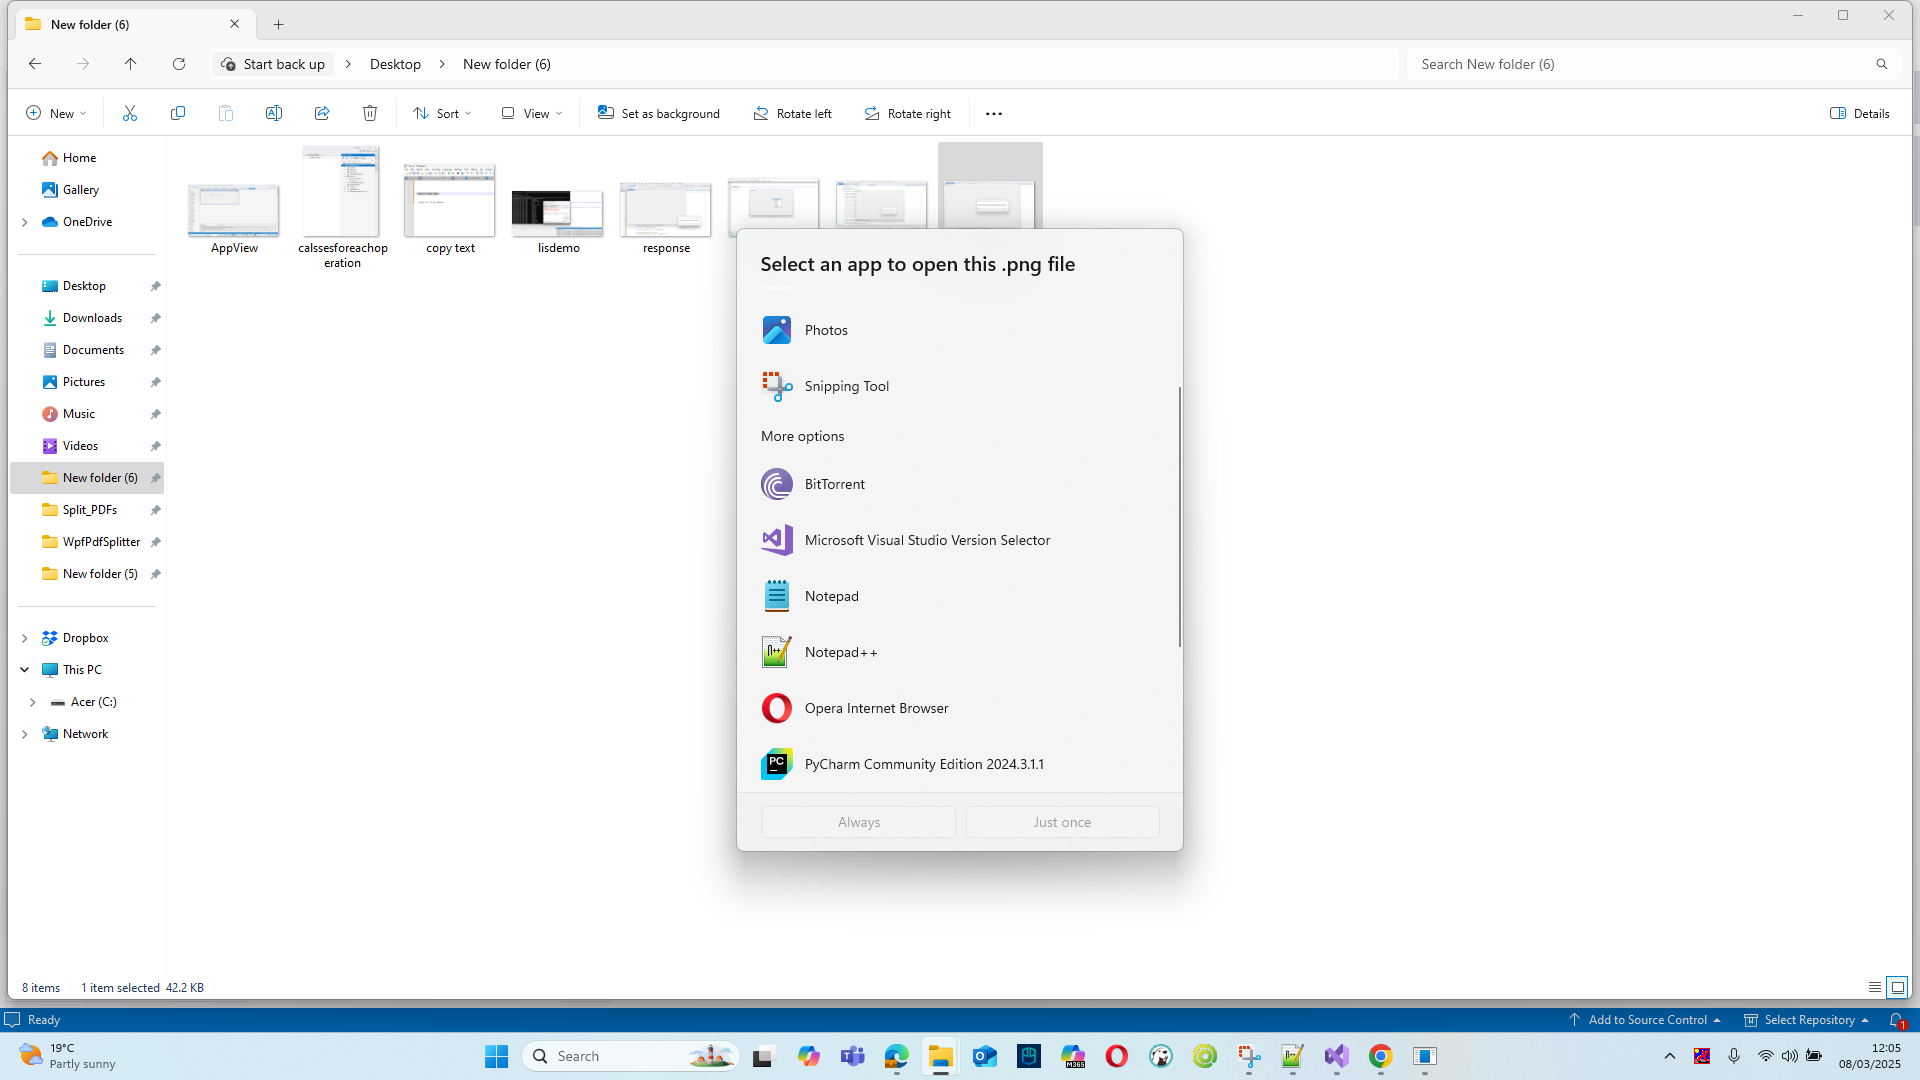 New folder (6)
Start back up
Desktop
New folder (6)
Search New folder (6)
New
Sort
View
Set as background
Rotate left
Rotate right
Details
Home
Gallery
OneDrive
Desktop
Downloads
Documents
Pictures
Music
Videos
New folder (6)
Split_PDFs
WpfPdfSplitter
New folder (5)
Dropbox
This PC
Acer (C:)
Network
AppView
calssesforeachop
eration
copy text
lisdemo
response
Select an app to open this .png file
Photos
Snipping Tool
More options
BitTorrent
Microsoft Visual Studio Version Selector
Notepad
Notepad++
Opera Internet Browser
PC
PyCharm Community Edition 2024.3.1.1
Always
Just once
8 items
1 item selected 42.2 KB
Ready
Add to Source Control
Select Repository
1
19°C
Partly sunny
Search
M365
12:05
08/03/2025